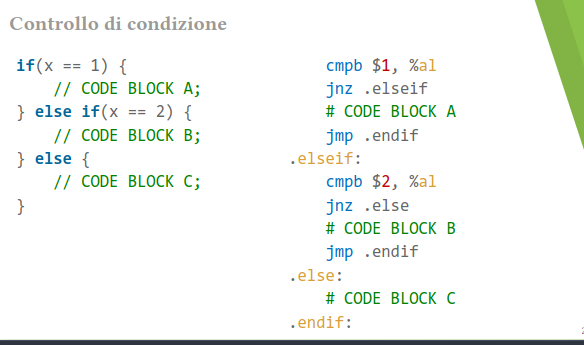 Controllo di condizione
if(x == 1) {
    // CODE BLOCK A;
} else if(x == 2) {
    // CODE BLOCK B;
} else {
    // CODE BLOCK C;
}
    cmpb $1, %al
    jnz .elseif
    # CODE BLOCK A
    jmp .endif
.elseif:
    cmpb $2, %al
    jnz .else
    # CODE BLOCK B
    jmp .endif
.else:
    # CODE BLOCK C
.endif: